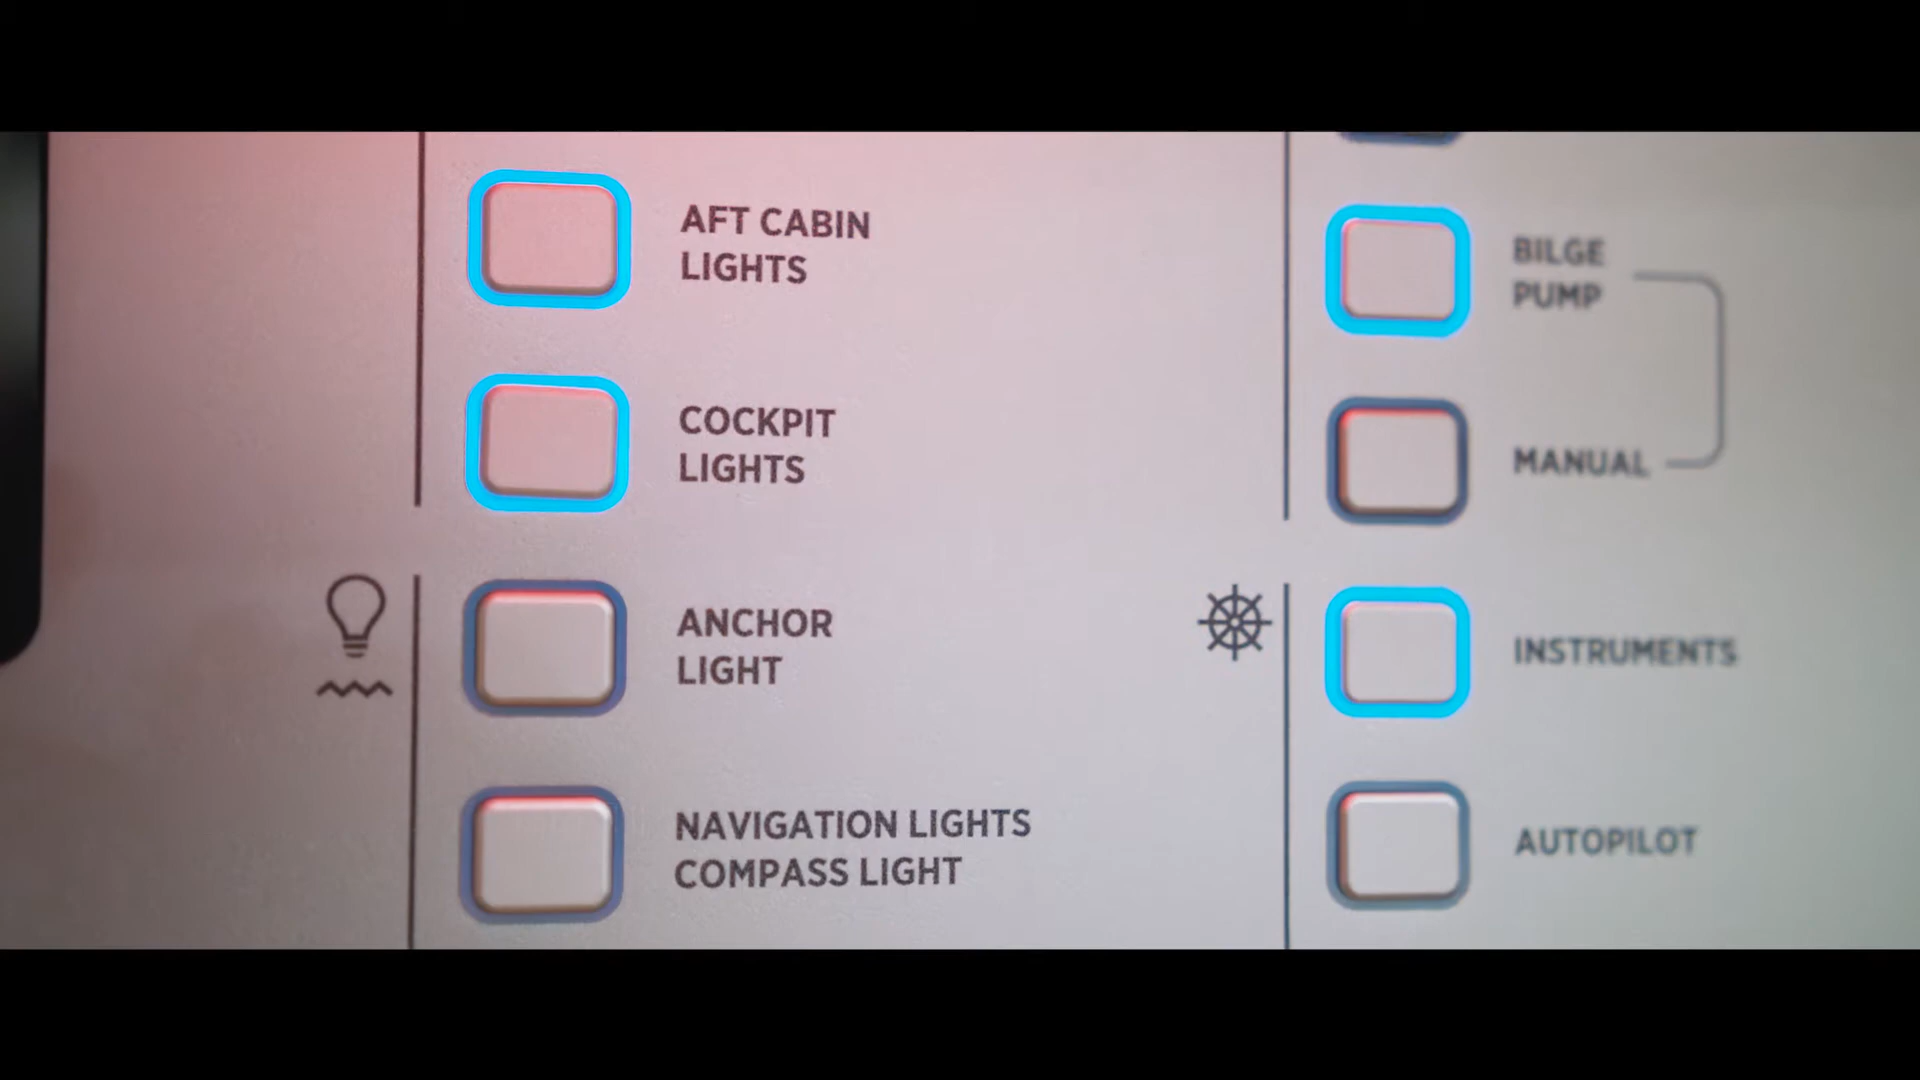 AFT CABIN
LIGHTS
COCKPIT
LIGHTS
ANCHOR
LIGHT
NAVIGATION LIGHTS
COMPASS LIGHT
BILGE
PUMP
MANUAL
INSTRUMENTS
AUTOPILOT